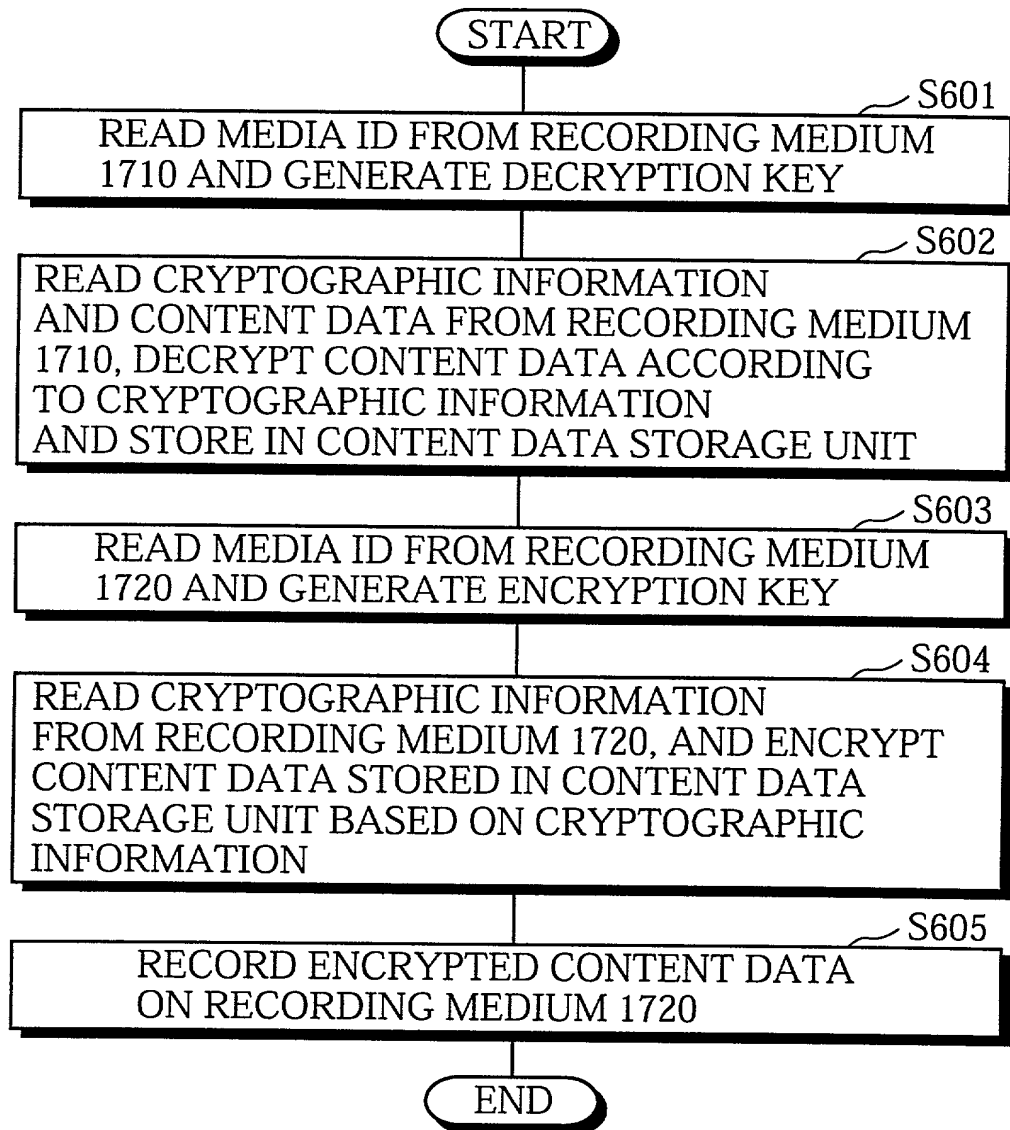 START
S601
READ MEDIA ID FROM RECORDING MEDIUM
1710 AND GENERATE DECRYPTION KEY
S602
READ CRYPTOGRAPHIC INFORMATION
AND CONTENT DATA FROM RECORDING MEDIUM
1710, DECRYPT CONTENT DATA ACCORDING
TO CRYPTOGRAPHIC INFORMATION
AND STORE IN CONTENT DATA STORAGE UNIT
S603
READ MEDIA ID FROM RECORDING MEDIUM
1720 AND GENERATE ENCRYPTION KEY
S604
READ CRYPTOGRAPHIC INFORMATION
FROM RECORDING MEDIUM 1720, AND ENCRYPT
CONTENT DATA STORED IN CONTENT DATA
STORAGE UNIT BASED ON CRYPTOGRAPHIC
INFORMATION
S605
RECORD ENCRYPTED CONTENT DATA
ON RECORDING MEDIUM 1720
END